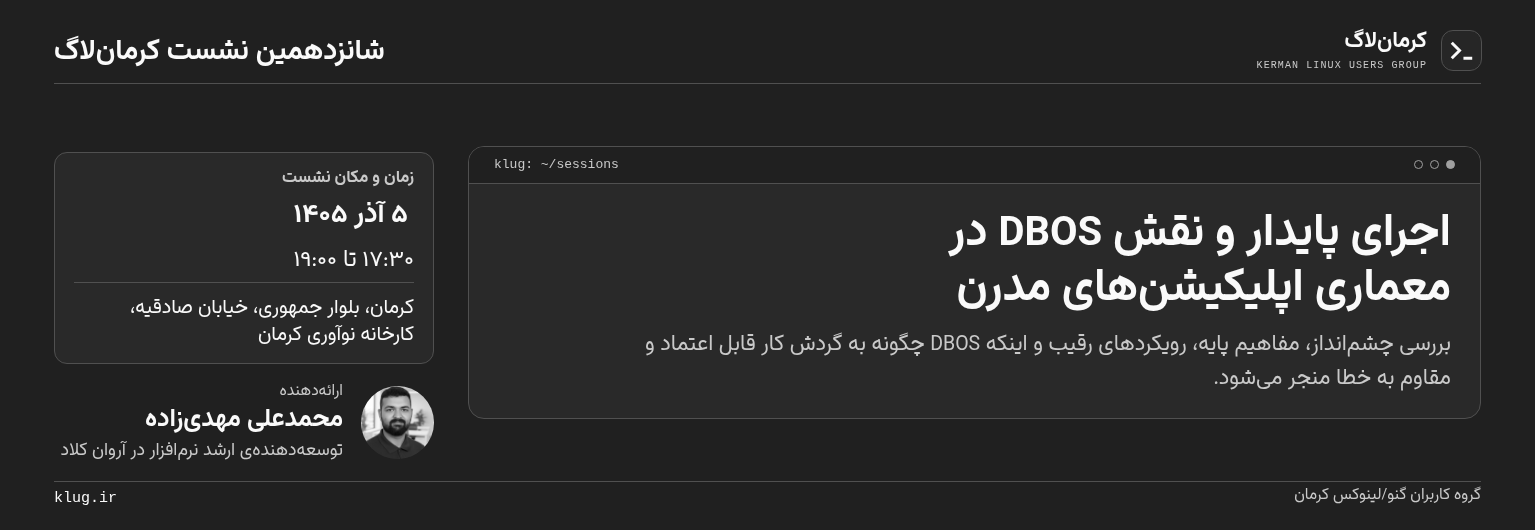 کرمان‌لاگ
KERMAN LINUX USERS GROUP
شانزدهمین نشست کرمان‌لاگ
klug: ~/sessions
اجرای پایدار و نقش DBOS در
معماری اپلیکیشن‌های مدرن
بررسی چشم‌انداز، مفاهیم پایه، رویکردهای رقیب و اینکه DBOS چگونه به گردش کار قابل اعتماد و
مقاوم به خطا منجر می‌شود.
زمان و مکان نشست
۵ آذر ۱۴۰۵
۱۷:۳۰ تا ۱۹:۰۰
کرمان، بلوار جمهوری، خیابان صادقیه،
کارخانه نوآوری کرمان
ارائه‌دهنده
محمدعلی مهدی‌زاده
توسعه‌دهنده‌ی ارشد نرم‌افزار در آروان کلاد
گروه کاربران گنو/لینوکس کرمان
klug.ir